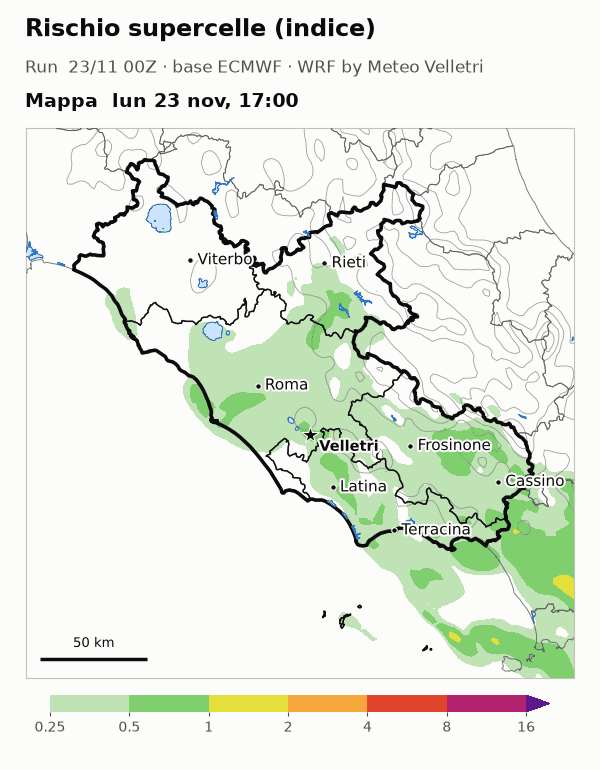 Rischio supercelle (indice)
Run  23/11 00Z · base ECMWF · WRF by Meteo Velletri
Mappa  lun 23 nov, 17:00
Viterbo
Rieti
Roma
Velletri
Frosinone
Latina
Cassino
Terracina
50 km
0.25 0.5 1 2 4 8 16